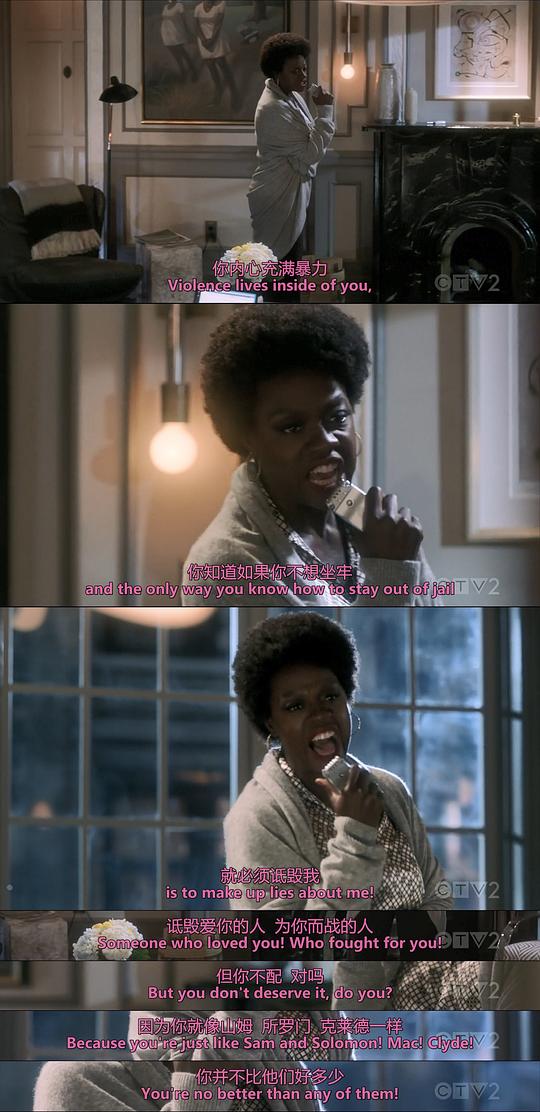 你内心充满暴力
Violence lives inside of you,
CTV2
你知道如果你不想坐牢
and the only way you know how to stay out of jail
CTV2
就必须诋毁我
is to make up lies about me!
CTV2
诋毁爱你的人 为你而战的人
Someone who loved you! Who fought for you!
CTV2
但你不配 对吗
But you don't deserve it, do you?
CTV2
因为你就像山姆 所罗门 克莱德一样
Because you're just like Sam and Solomon! Mac! Clyde!
CTV2
你并不比他们好多少
You're no better than any of them!
CTV2